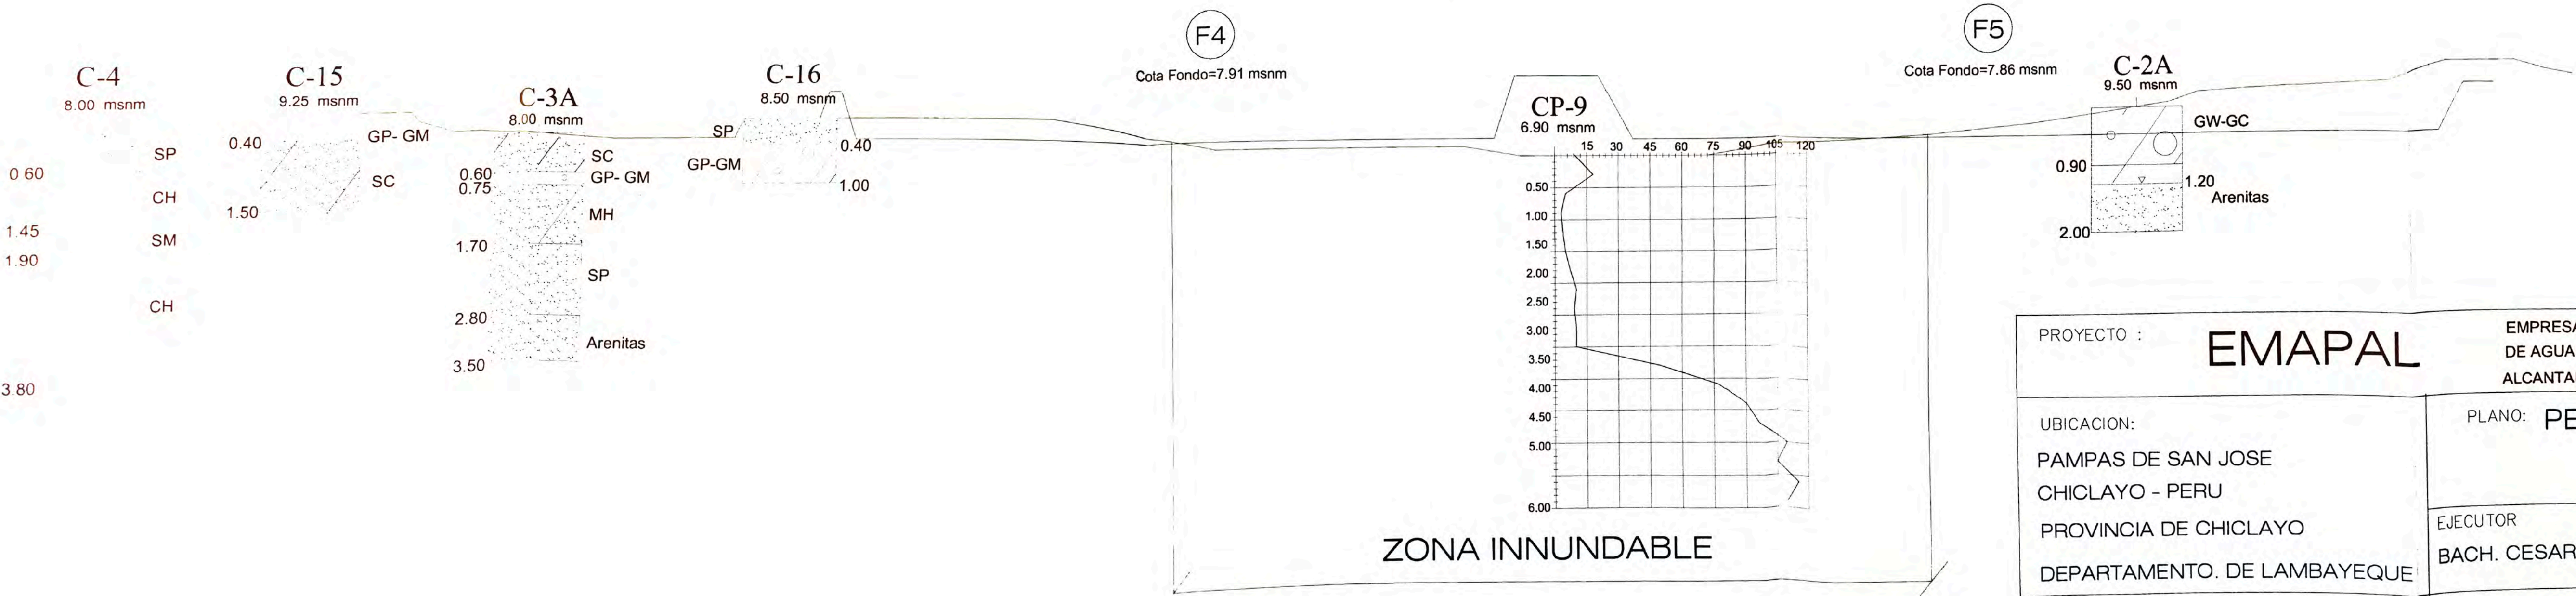 F4
Cota Fondo=7.91 msnm
F5
Cota Fondo=7.86 msnm
C-4
8.00 msnm
SP
0 60
CH
1.45
SM
1.90
CH
3.80
C-15
9.25 msnm
0.40
GP- GM
SC
1.50
C-3A
8.00 msnm
SC
0.60
GP- GM
0.75
MH
1.70
SP
2.80
Arenitas
3.50
C-16
8.50 msnm
SP
0.40
GP-GM
1.00
CP-9
6.90 msnm
15 30 45 60 75 90 105 120
0.50
1.00
1.50
2.00
2.50
3.00
3.50
4.00
4.50
5.00
6.00
ZONA INNUNDABLE
C-2A
9.50 msnm
GW-GC
0.90
1.20
Arenitas
2.00
PROYECTO :
EMAPAL
EMPRESA
DE AGUA
ALCANTA
UBICACION:
PAMPAS DE SAN JOSE
CHICLAYO - PERU
PROVINCIA DE CHICLAYO
DEPARTAMENTO. DE LAMBAYEQUE
PLANO: PE
EJECUTOR
BACH. CESAR